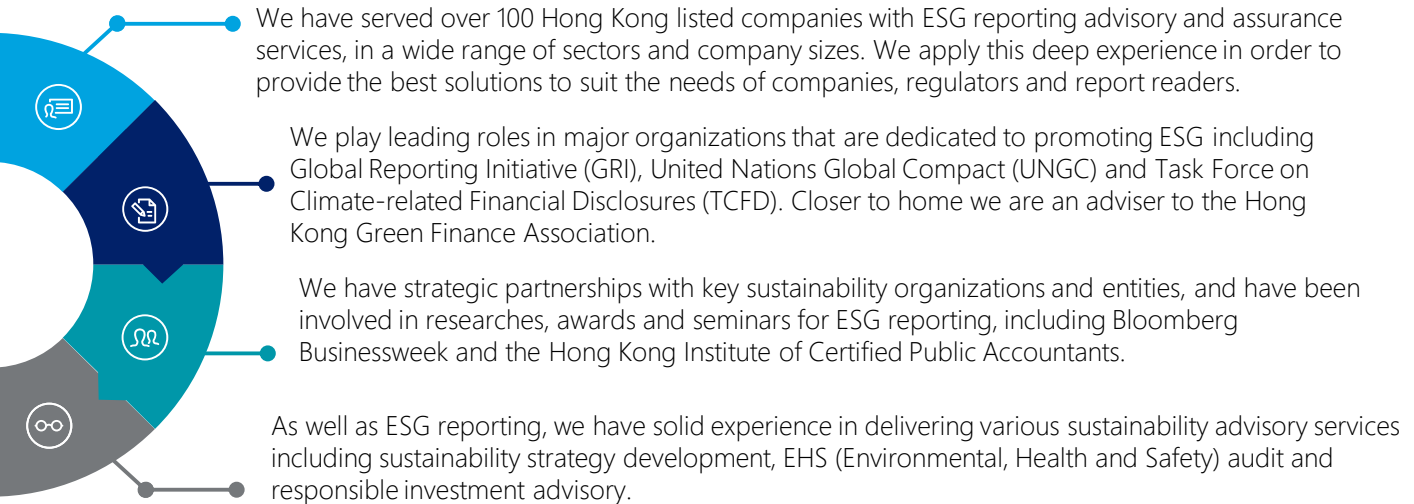 We have served over 100 Hong Kong listed companies with ESG reporting advisory and assurance
services, in a wide range of sectors and company sizes. We apply this deep experience in order to
provide the best solutions to suit the needs of companies, regulators and report readers.
We play leading roles in major organizations that are dedicated to promoting ESG including
Global Reporting Initiative (GRI), United Nations Global Compact (UNGC) and Task Force on
Climate-related Financial Disclosures (TCFD). Closer to home we are an adviser to the Hong
Kong Green Finance Association.
We have strategic partnerships with key sustainability organizations and entities, and have been
involved in researches, awards and seminars for ESG reporting, including Bloomberg
Businessweek and the Hong Kong Institute of Certified Public Accountants.
As well as ESG reporting, we have solid experience in delivering various sustainability advisory services
including sustainability strategy development, EHS (Environmental, Health and Safety) audit and
responsible investment advisory.